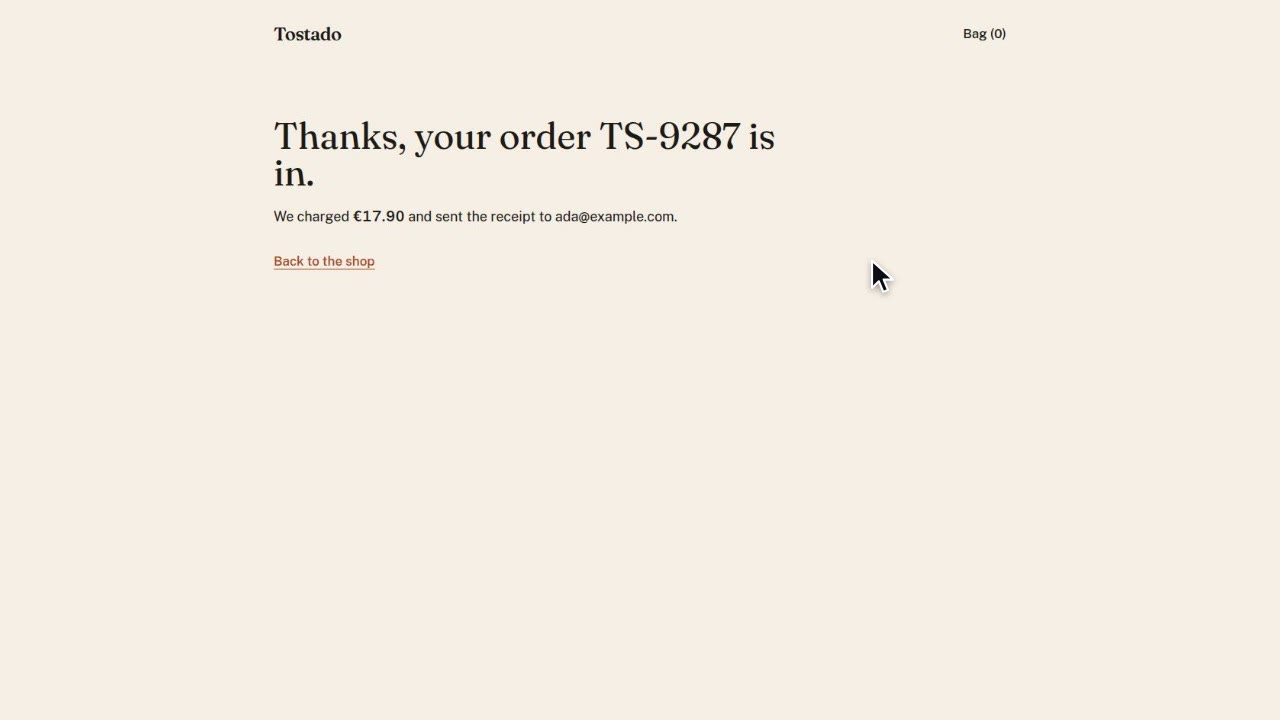 Tostado
Bag (0)
Thanks, your order TS-9287 is
in.
We charged €17.90 and sent the receipt to ada@example.com.
Back to the shop